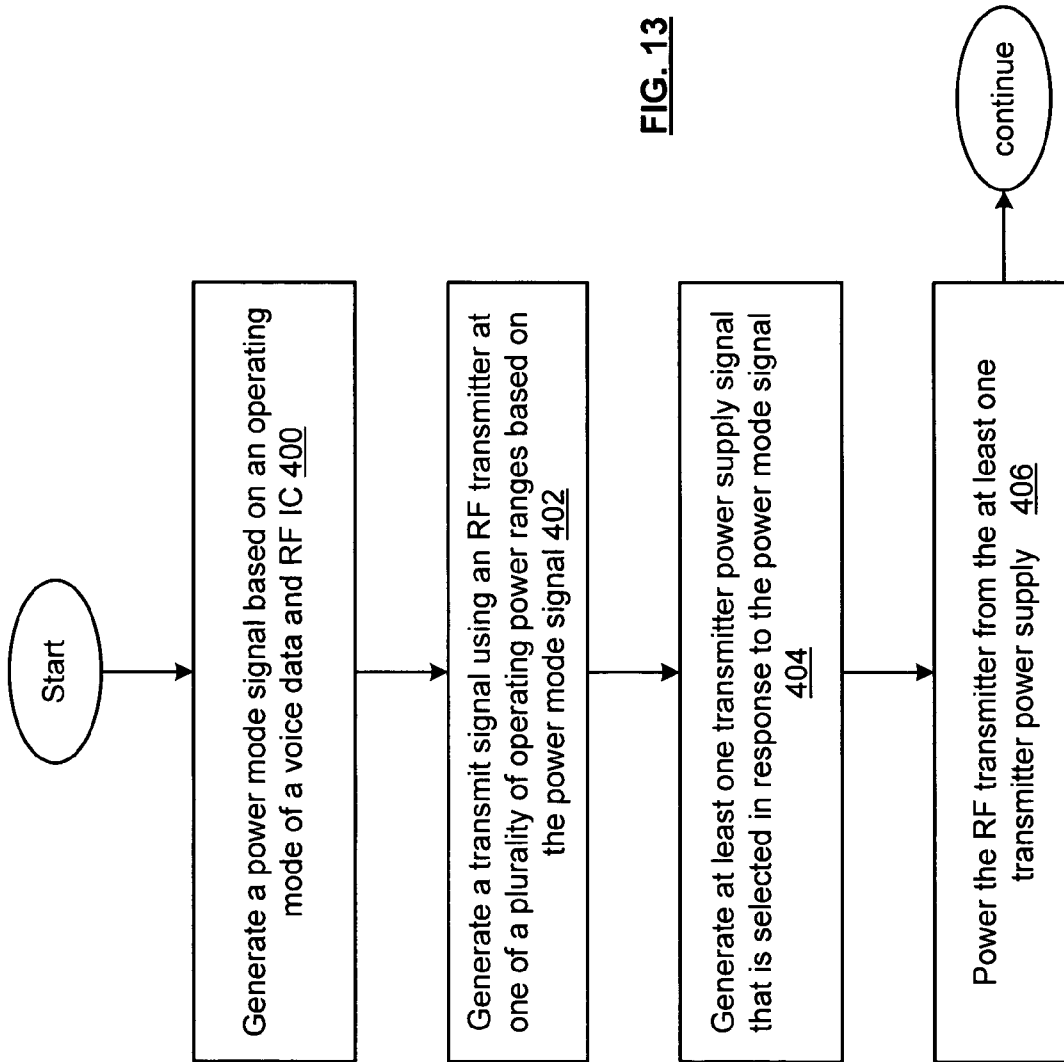 Start
Generate a power mode signal based on an operating
mode of a voice data and RF IC 400
Generate a transmit signal using an RF transmitter at
one of a plurality of operating power ranges based on
the power mode signal 402
Generate at least one transmitter power supply signal
that is selected in response to the power mode signal
404
Power the RF transmitter from the at least one
transmitter power supply 406
continue
FIG. 13